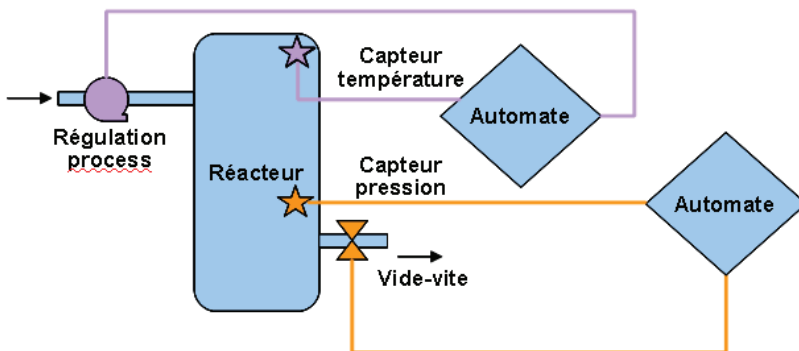 Capteur
température
Automate
Régulation
process
Réacteur
Capteur
pression
Automate
Vide-vite